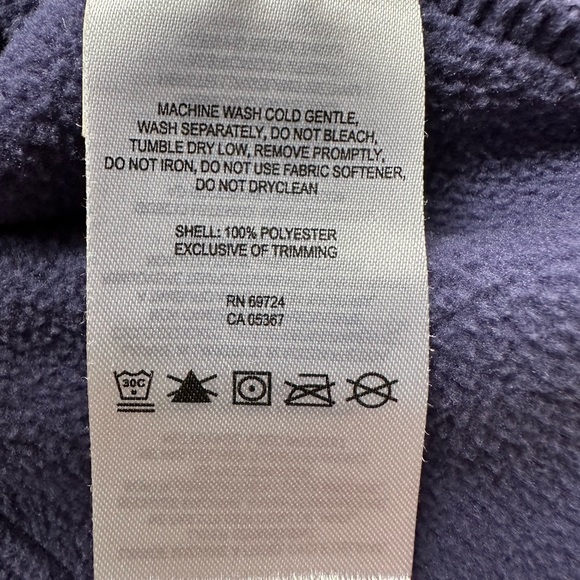 MACHINE WASH COLD GENTLE,
WASH SEPARATELY, DO NOT BLEACH,
TUMBLE DRY LOW, REMOVE PROMPTLY,
DO NOT IRON, DO NOT USE FABRIC SOFTENER,
DO NOT DRYCLEAN
SHELL: 100% POLYESTER
EXCLUSIVE OF TRIMMING
RN 69724
CA 05367
30C